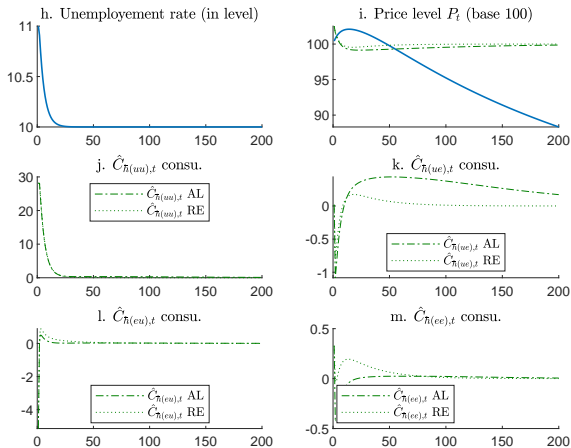 h. Unemployement rate (in level)
i. Price level P_t (base 100)
11
10.5
10
0 50 100 150 200
100
95
90
0 50 100 150 200
j. Ĉ_ħ(uu),t consu.
k. Ĉ_ħ(ue),t consu.
30
20
10
0
Ĉ_ħ(uu),t AL
Ĉ_ħ(uu),t RE
0 50 100 150 200
0
-0.5
-1
Ĉ_ħ(ue),t AL
Ĉ_ħ(ue),t RE
0 50 100 150 200
l. Ĉ_ħ(eu),t consu.
m. Ĉ_ħ(ee),t consu.
0
-2
-4
Ĉ_ħ(eu),t AL
Ĉ_ħ(eu),t RE
0 50 100 150 200
0.5
0
-0.5
Ĉ_ħ(ee),t AL
Ĉ_ħ(ee),t RE
0 50 100 150 200